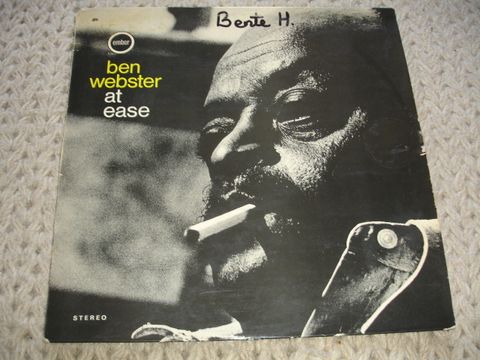 Bente H.
ember
ben
webster
at
ease
STEREO